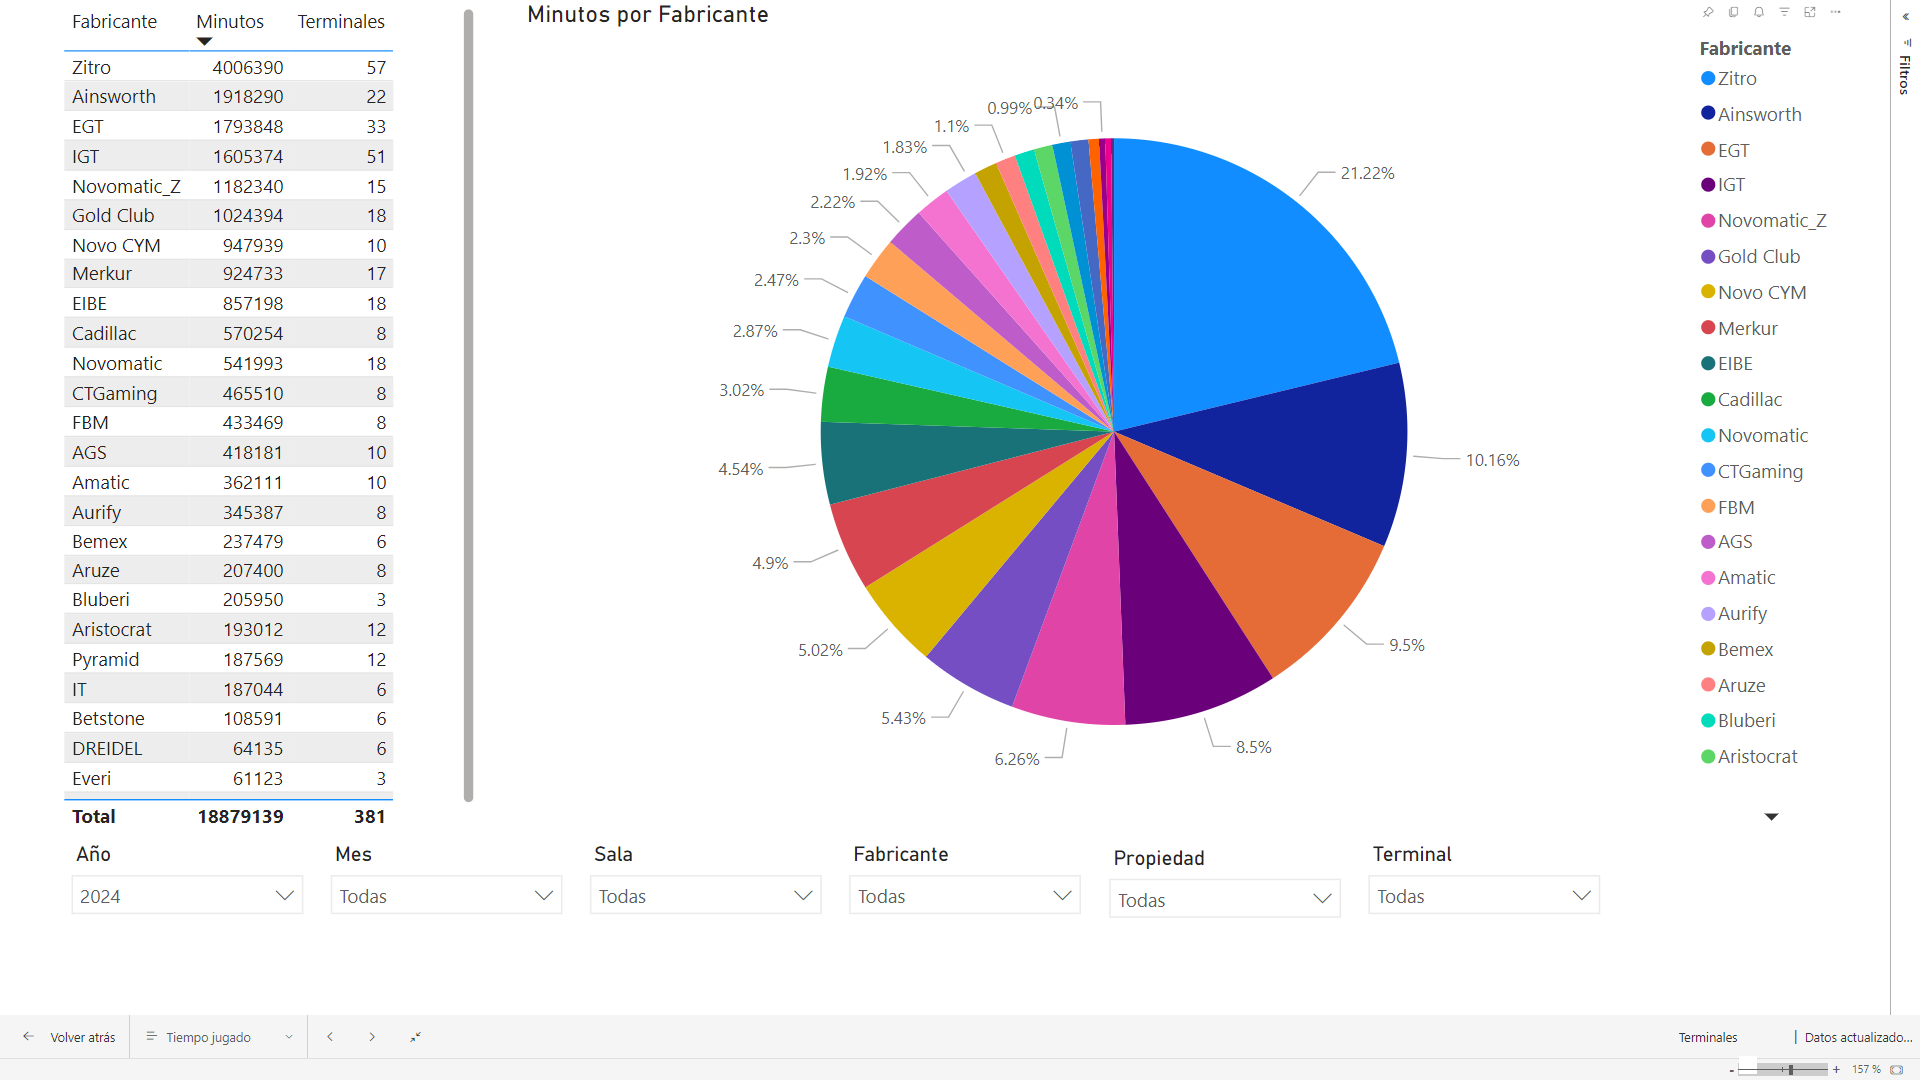 Fabricante Minutos Terminales
Zitro 4006390 57
Ainsworth 1918290 22
EGT 1793848 33
IGT 1605374 51
Novomatic_Z 1182340 15
Gold Club 1024394 18
Novo CYM 947939 10
Merkur 924733 17
EIBE 857198 18
Cadillac 570254 8
Novomatic 541993 18
CTGaming 465510 8
FBM 433469 8
AGS 418181 10
Amatic 362111 10
Aurify 345387 8
Bemex 237479 6
Aruze 207400 8
Bluberi 205950 3
Aristocrat 193012 12
Pyramid 187569 12
IT 187044 6
Betstone 108591 6
DREIDEL 64135 6
Everi 61123 3
Total 18879139 381
Minutos por Fabricante
0.34%
0.99%
1.1%
1.83%
1.92%
2.22%
2.3%
2.47%
2.87%
3.02%
4.54%
4.9%
5.02%
5.43%
6.26%
8.5%
9.5%
10.16%
21.22%
Fabricante
Zitro
Ainsworth
EGT
IGT
Novomatic_Z
Gold Club
Novo CYM
Merkur
EIBE
Cadillac
Novomatic
CTGaming
FBM
AGS
Amatic
Aurify
Bemex
Aruze
Bluberi
Aristocrat
Filtros
Año
2024
Mes
Todas
Sala
Todas
Fabricante
Todas
Propiedad
Todas
Terminal
Todas
Volver atrás
Tiempo jugado
Terminales | Datos actualizado...
- + 157 %